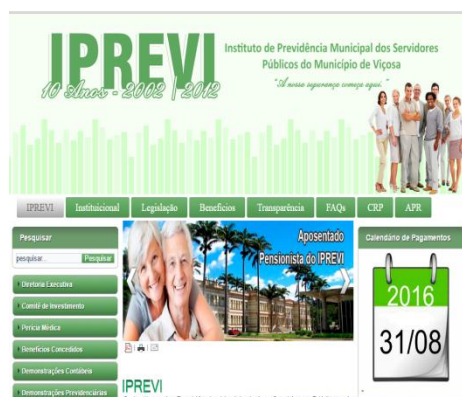 IPREVI
10 Anos - 2002 | 2012
Instituto de Previdência Municipal dos Servidores
Públicos do Município de Viçosa
"A nossa segurança começa aqui."
IPREVI
Instituicional
Legislação
Benefícios
Transparência
FAQs
CRP
APR
Pesquisar
pesquisar...
Pesquisar
Diretoria Executiva
Comitê de Investimento
Perícia Médica
Benefícios Concedidos
Demonstrações Contábeis
Demonstrações Previdenciárias
Aposentado
Pensionista do IPREVI
IPREVI
Calendário de Pagamentos
2016
31/08